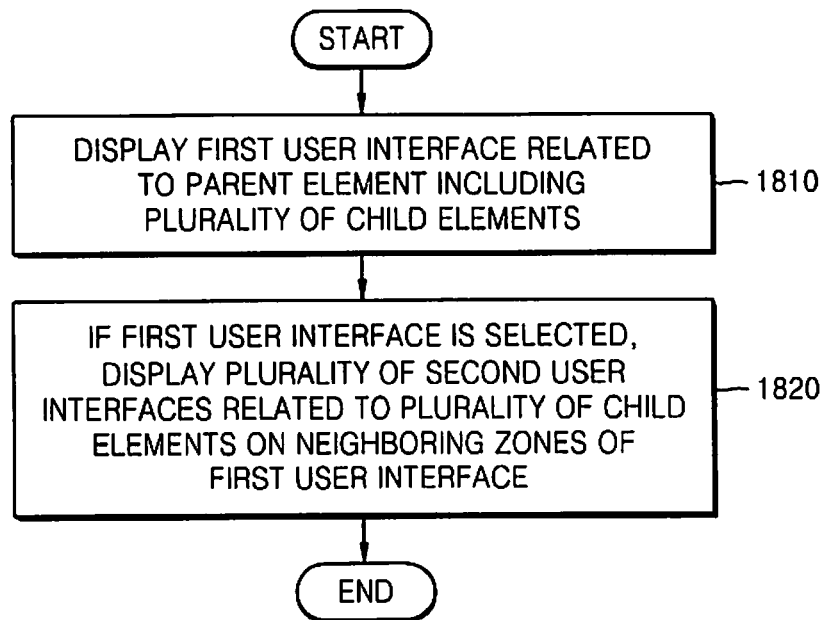 START
DISPLAY FIRST USER INTERFACE RELATED
TO PARENT ELEMENT INCLUDING
PLURALITY OF CHILD ELEMENTS
1810
IF FIRST USER INTERFACE IS SELECTED,
DISPLAY PLURALITY OF SECOND USER
INTERFACES RELATED TO PLURALITY OF CHILD
ELEMENTS ON NEIGHBORING ZONES OF
FIRST USER INTERFACE
1820
END